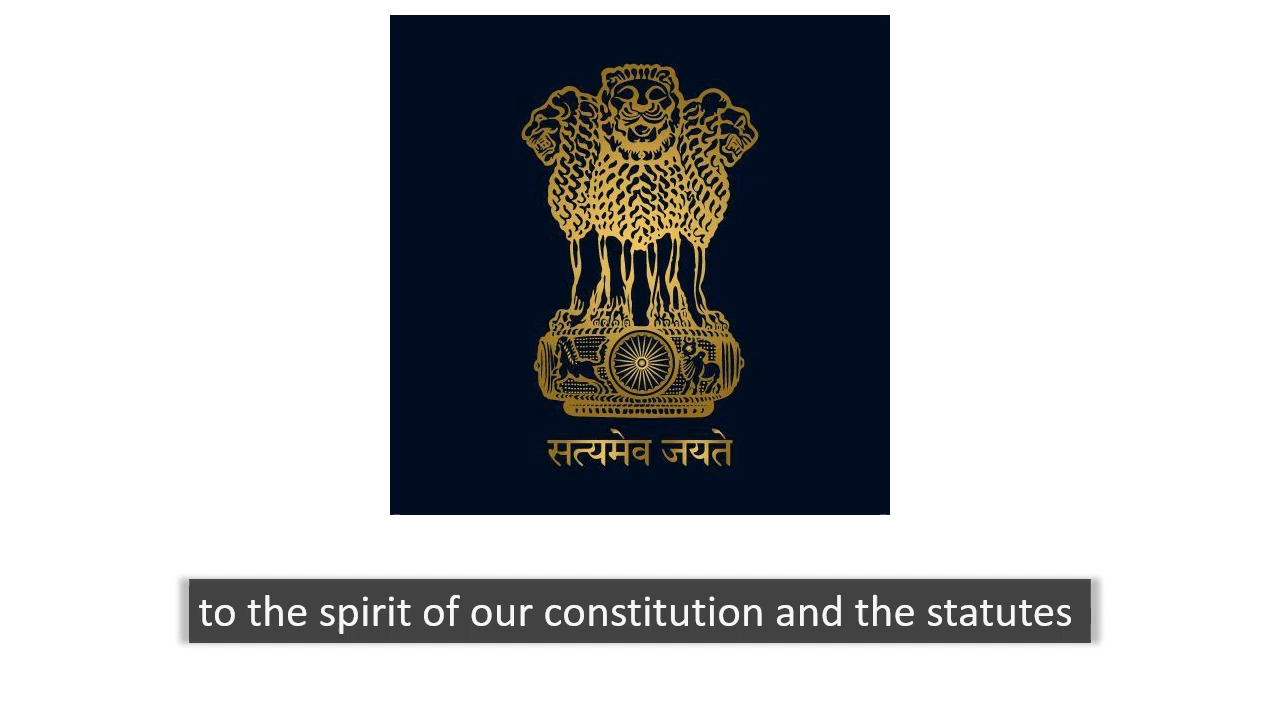 सत्यमेव जयते
to the spirit of our constitution and the statutes